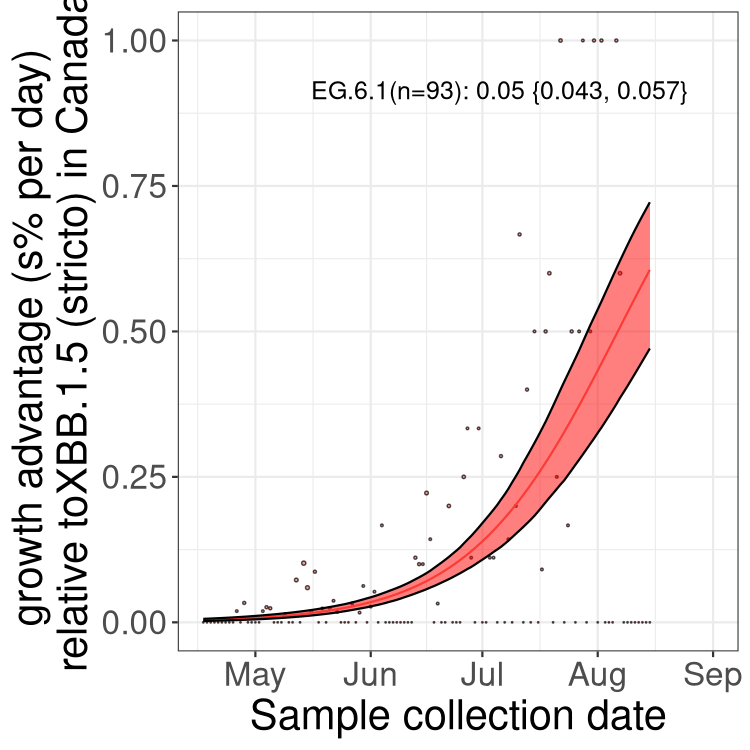 growth advantage (s% per day)
relative toXBB.1.5 (stricto) in Canada
1.00
0.75
0.50
0.25
0.00
EG.6.1(n=93): 0.05 {0.043, 0.057}
May Jun Jul Aug Sep
Sample collection date